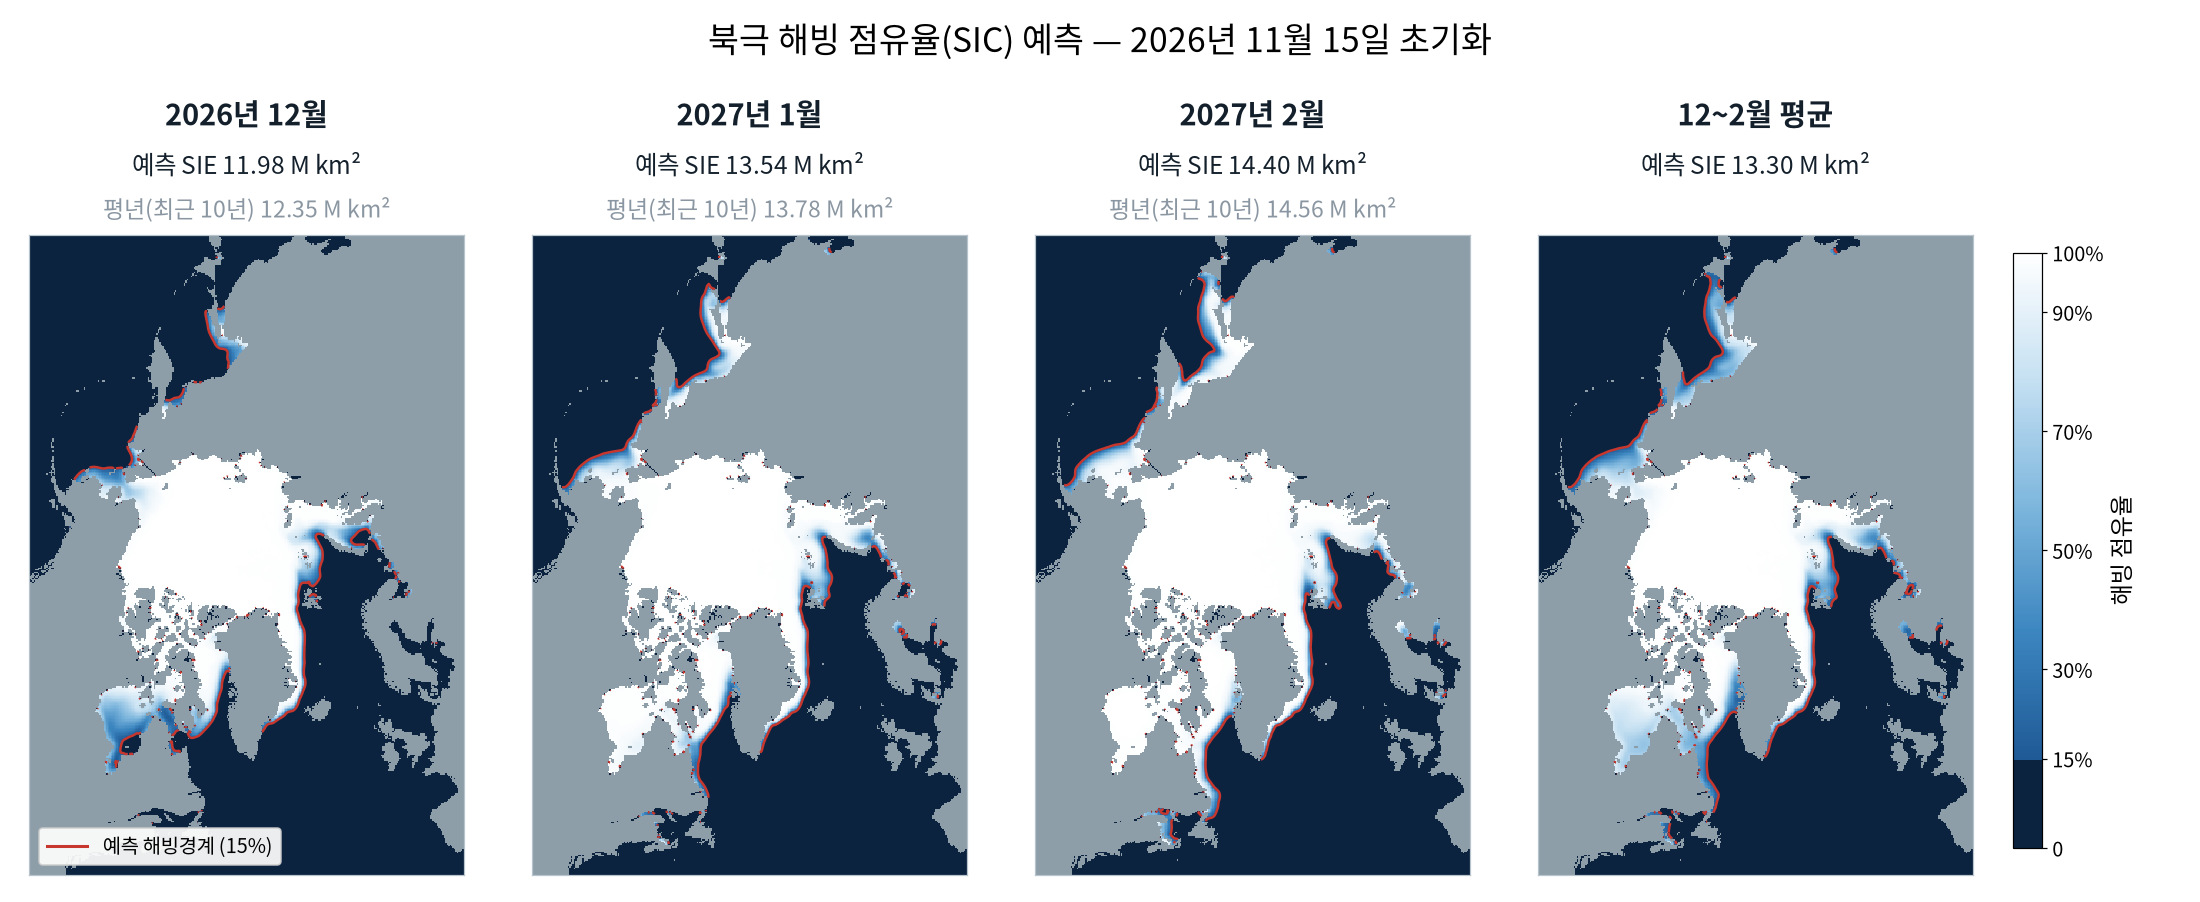 북극 해빙 점유율(SIC) 예측 — 2026년 11월 15일 초기화
2026년 12월
예측 SIE 11.98 M km²
평년(최근 10년) 12.35 M km²
2027년 1월
예측 SIE 13.54 M km²
평년(최근 10년) 13.78 M km²
2027년 2월
예측 SIE 14.40 M km²
평년(최근 10년) 14.56 M km²
12~2월 평균
예측 SIE 13.30 M km²
예측 해빙경계 (15%)
100%
90%
70%
50%
30%
15%
0
해빙 점유율